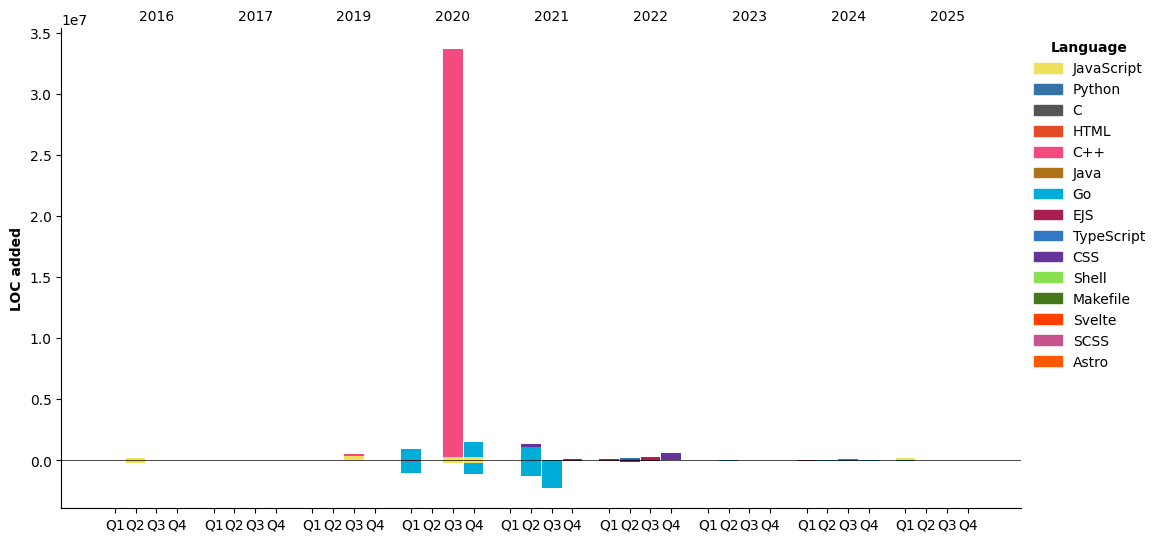 2016 2017 2019 2020 2021 2022 2023 2024 2025
1e7
3.5
3.0
2.5
2.0
1.5
1.0
0.5
0.0
LOC added
Q1 Q2 Q3 Q4 Q1 Q2 Q3 Q4 Q1 Q2 Q3 Q4 Q1 Q2 Q3 Q4 Q1 Q2 Q3 Q4 Q1 Q2 Q3 Q4 Q1 Q2 Q3 Q4 Q1 Q2 Q3 Q4 Q1 Q2 Q3 Q4
Language
JavaScript
Python
C
HTML
C++
Java
Go
EJS
TypeScript
CSS
Shell
Makefile
Svelte
SCSS
Astro